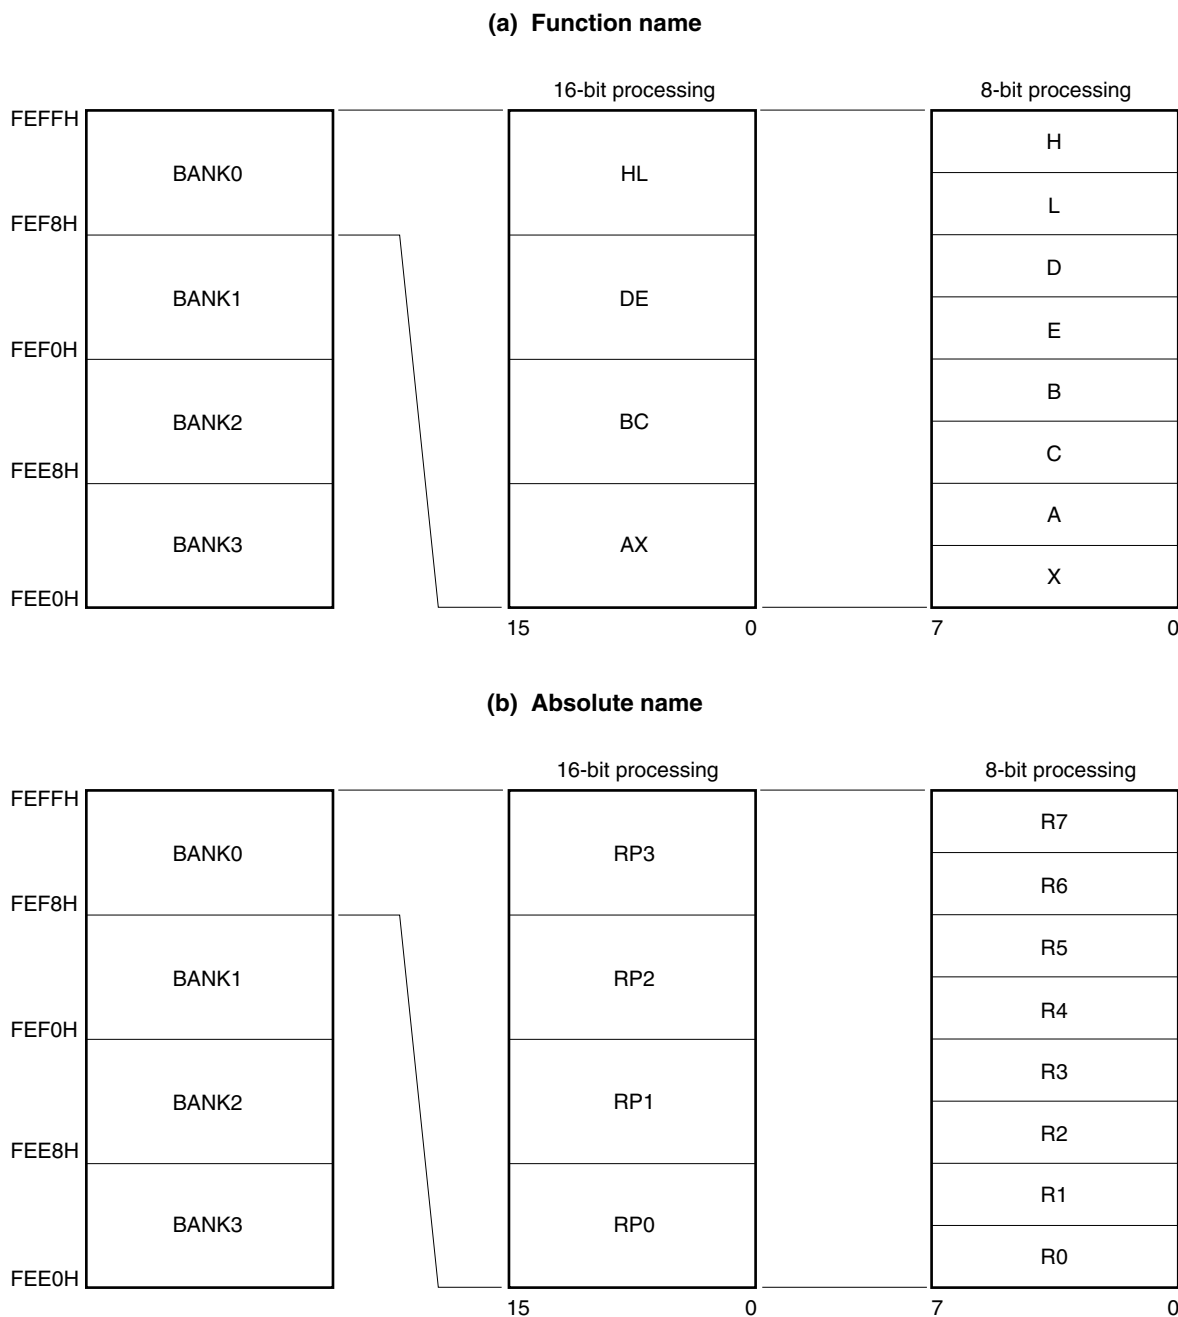 (a) Function name
16-bit processing
8-bit processing
FEFFH
BANK0
HL
H
L
FEF8H
BANK1
DE
D
E
FEF0H
BANK2
BC
B
C
FEE8H
BANK3
AX
A
X
FEE0H
15
0
7
0
(b) Absolute name
16-bit processing
8-bit processing
FEFFH
BANK0
RP3
R7
R6
FEF8H
BANK1
RP2
R5
R4
FEF0H
BANK2
RP1
R3
R2
FEE8H
BANK3
RP0
R1
R0
FEE0H
15
0
7
0